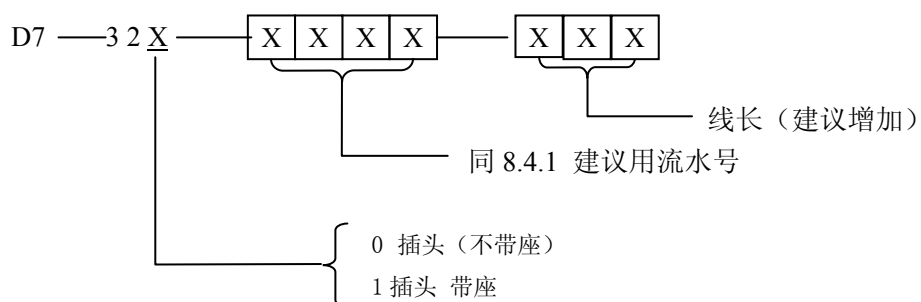 D7 3 2 X X X X X X X X
线长（建议增加）
同 8.4.1 建议用流水号
0 插头（不带座）
1 插头 带座